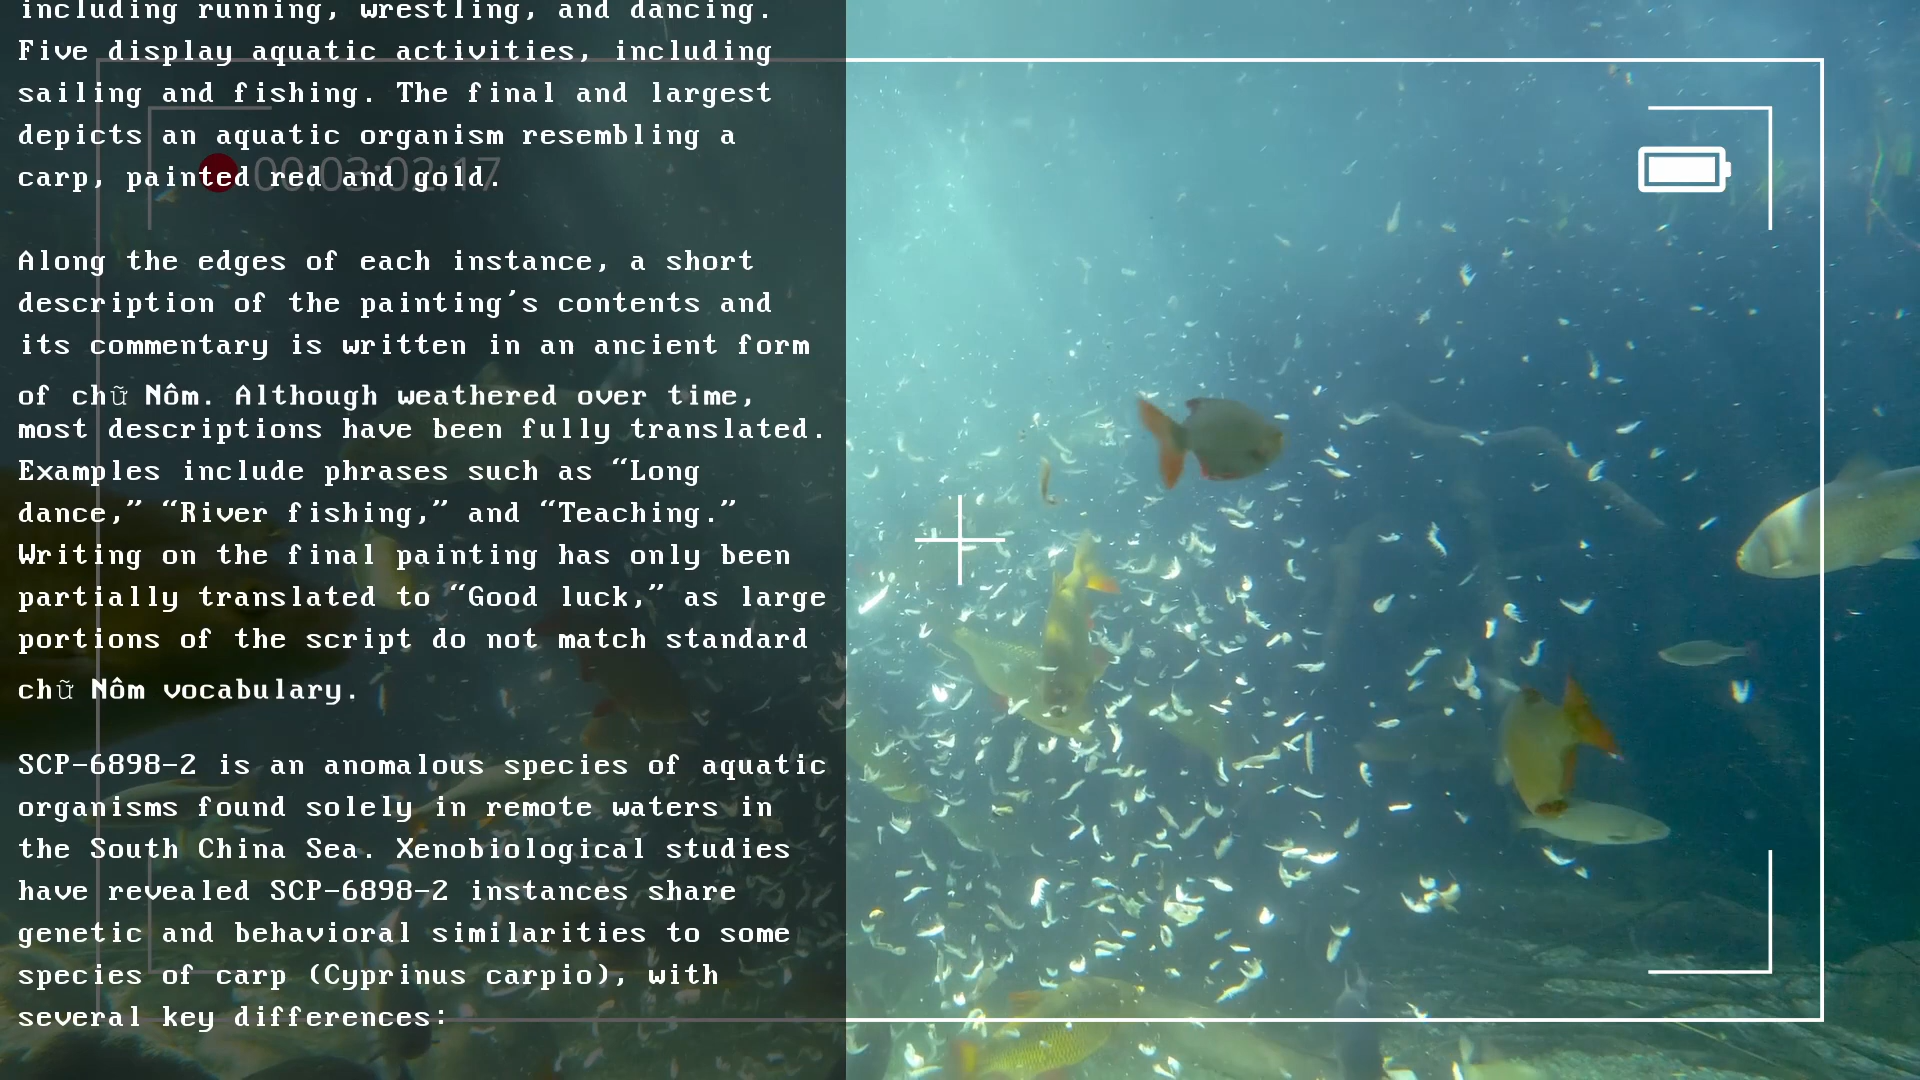 including running, wrestling, and dancing.
Five display aquatic activities, including
sailing and fishing. The final and largest
depicts an aquatic organism resembling a
carp, painted red and gold.
00:03:02:17
Along the edges of each instance, a short
description of the painting's contents and
its commentary is written in an ancient form
of chữ Nôm. Although weathered over time,
most descriptions have been fully translated.
Examples include phrases such as “Long
dance,” “River fishing,” and “Teaching.”
Writing on the final painting has only been
partially translated to “Good luck,” as large
portions of the script do not match standard
chữ Nôm vocabulary.
SCP-6898-2 is an anomalous species of aquatic
organisms found solely in remote waters in
the South China Sea. Xenobiological studies
have revealed SCP-6898-2 instances share
genetic and behavioral similarities to some
species of carp (Cyprinus carpio), with
several key differences: